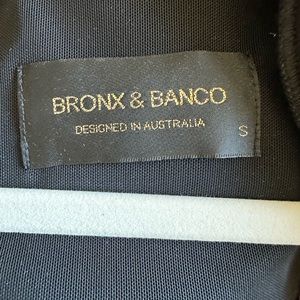 BRONX & BANCO
DESIGNED IN AUSTRALIA
S